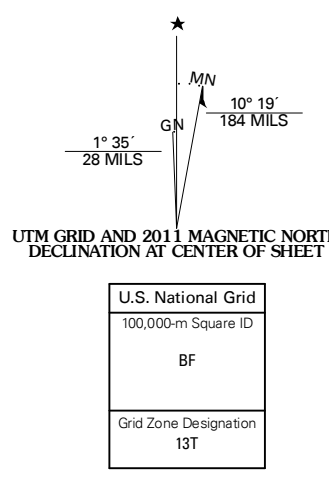 ★
MN
GN
10° 19´
184 MILS
1° 35´
28 MILS
UTM GRID AND 2011 MAGNETIC NORT
DECLINATION AT CENTER OF SHEET
U.S. National Grid
100,000-m Square ID
BF
Grid Zone Designation
13T